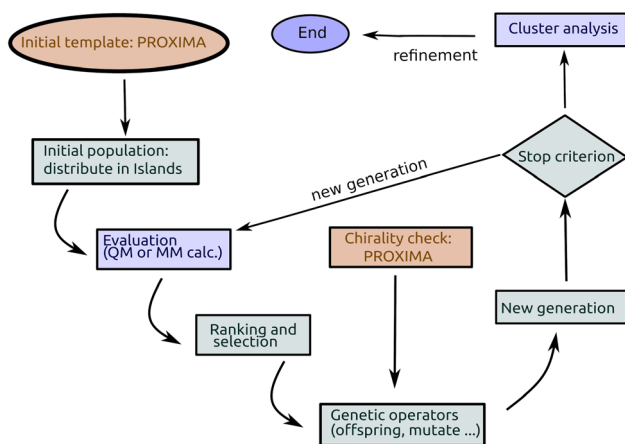 Initial template: PROXIMA
End
Cluster analysis
refinement
Initial population:
distribute in Islands
Stop criterion
new generation
Evaluation
(QM or MM calc.)
Chirality check:
PROXIMA
New generation
Ranking and
selection
Genetic operators
(offspring, mutate ...)